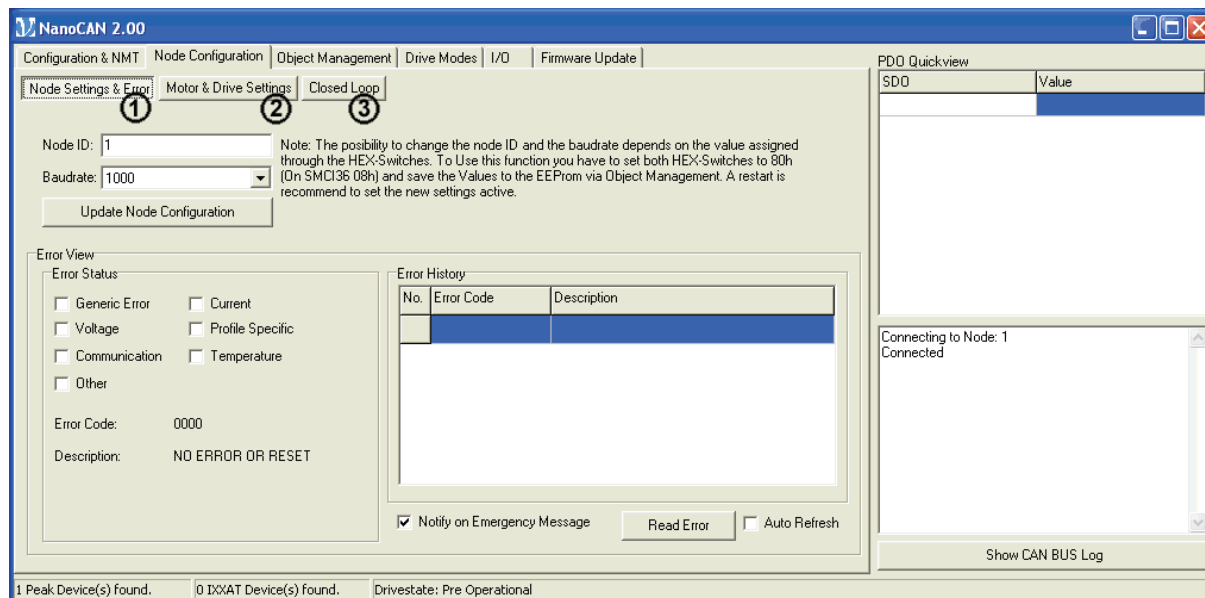 NanoCAN 2.00
Configuration & NMT Node Configuration Object Management Drive Modes I/O Firmware Update
Node Settings & Error Motor & Drive Settings Closed Loop
1 2 3
Node ID: 1
Baudrate: 1000
Update Node Configuration
Note: The posibility to change the node ID and the baudrate depends on the value assigned
through the HEX-Switches. To Use this function you have to set both HEX-Switches to 80h
(On SMCI36 08h) and save the Values to the EEProm via Object Management. A restart is
recommend to set the new settings active.
Error View
Error Status
Generic Error Current
Voltage Profile Specific
Communication Temperature
Other
Error Code: 0000
Description: NO ERROR OR RESET
Error History
No. Error Code Description
Notify on Emergency Message Read Error Auto Refresh
PDO Quickview
SDO Value
Connecting to Node: 1
Connected
Show CAN BUS Log
1 Peak Device(s) found. 0 IXXAT Device(s) found. Drivestate: Pre Operational